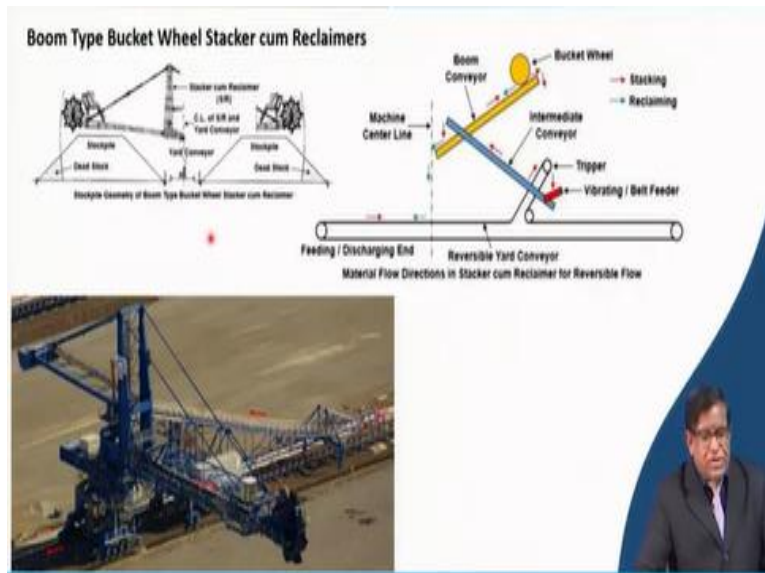 Boom Type Bucket Wheel Stacker cum Reclaimers
Stacker cum Reclaimer
(S/R)
C.L. of S/R and
Yard Conveyor
Stockpile
Yard Conveyor
Stockpile
Dead Stock
Dead Stock
Stockpile Geometry of Boom Type Bucket Wheel Stacker cum Reclaimer
Boom
Conveyor
Bucket Wheel
Stacking
Reclaiming
Machine
Center Line
Intermediate
Conveyor
Tripper
Vibrating / Belt Feeder
Feeding / Discharging End
Reversible Yard Conveyor
Material Flow Directions in Stacker cum Reclaimer for Reversible Flow